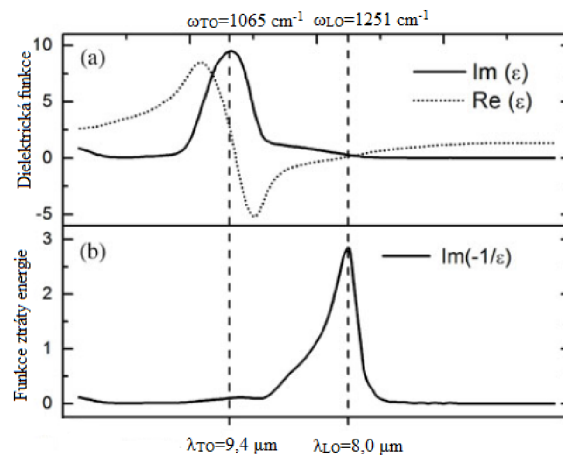 ωTO=1065 cm⁻¹ ωLO=1251 cm⁻¹
10
5
0
-5
Dielektrická funkce
(a)
Im (ε)
Re (ε)
3
2
1
0
Funkce ztráty energie
(b)
Im(-1/ε)
λTO=9,4 μm λLO=8,0 μm